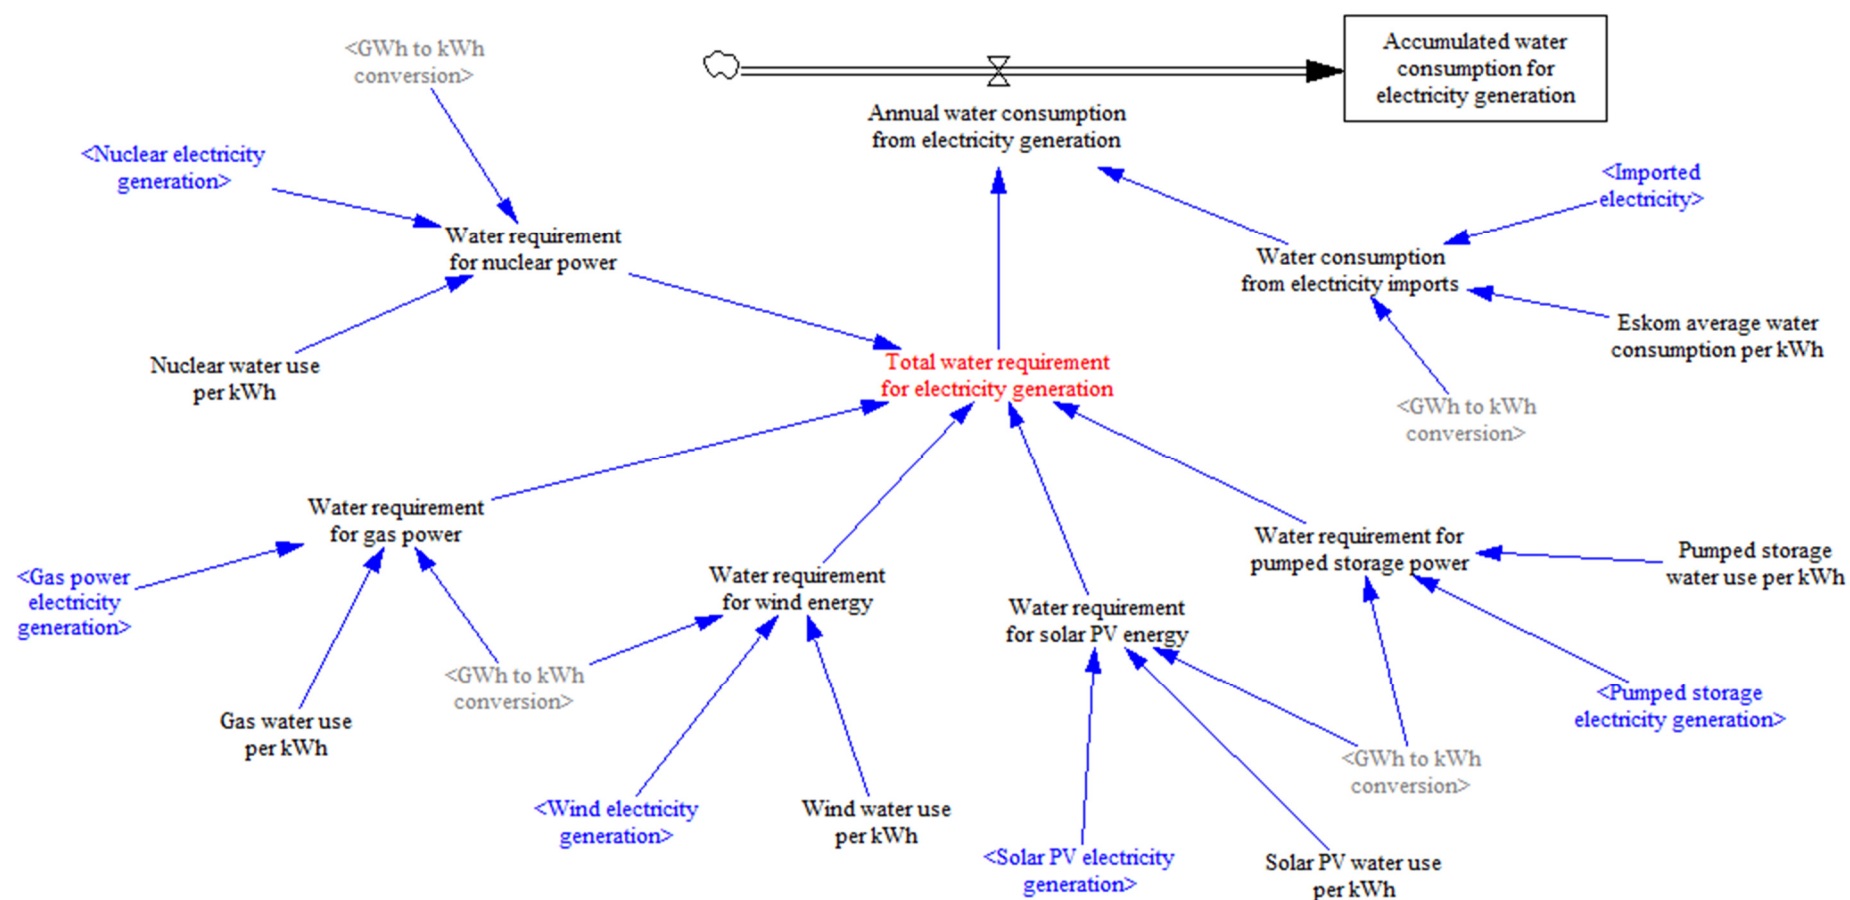 <GWh to kWh
conversion>
Accumulated water
consumption for
electricity generation
Annual water consumption
from electricity generation
<Nuclear electricity
generation>
<Imported
electricity>
Water requirement
for nuclear power
Water consumption
from electricity imports
Eskom average water
consumption per kWh
Nuclear water use
per kWh
Total water requirement
for electricity generation
<GWh to kWh
conversion>
Water requirement
for gas power
Water requirement for
pumped storage power
Pumped storage
water use per kWh
<Gas power
electricity
generation>
Water requirement
for wind energy
Water requirement
for solar PV energy
<GWh to kWh
conversion>
<Pumped storage
electricity generation>
Gas water use
per kWh
<GWh to kWh
conversion>
<Wind electricity
generation>
Wind water use
per kWh
<Solar PV electricity
generation>
Solar PV water use
per kWh